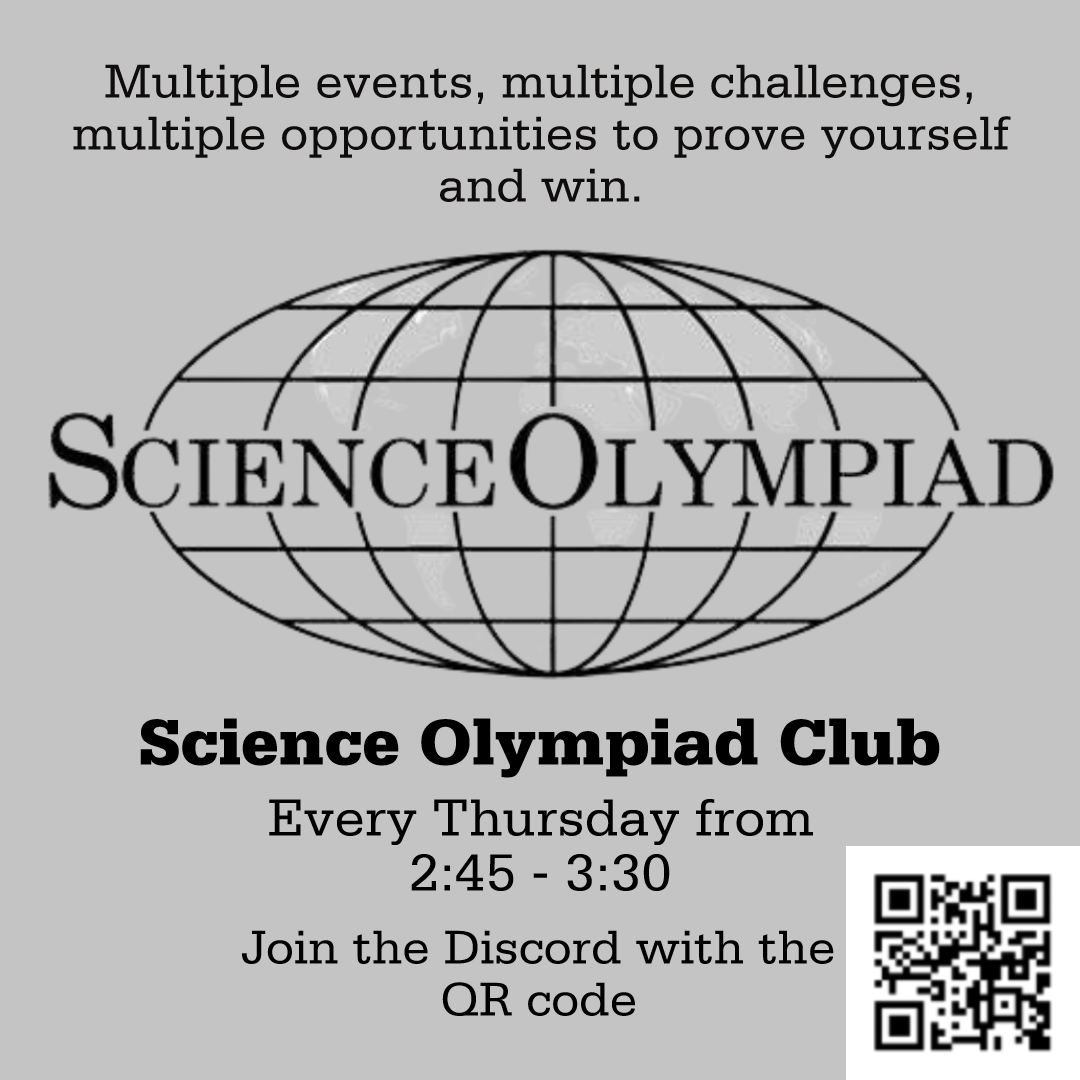 Multiple events, multiple challenges,
multiple opportunities to prove yourself
and win.
SCIENCE OLYMPIAD
Science Olympiad Club
Every Thursday from
2:45 - 3:30
Join the Discord with the
QR code